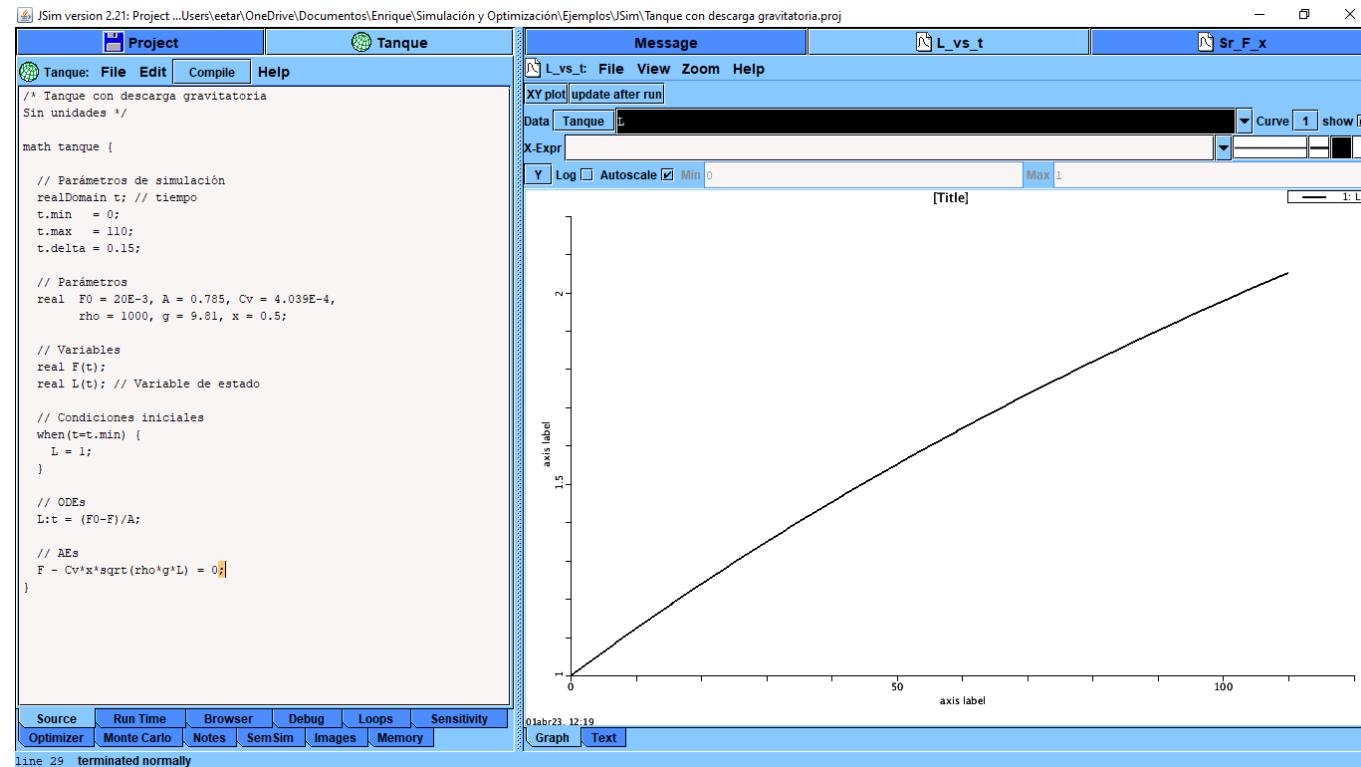 JSim version 2.21: Project ...Users\eetar\OneDrive\Documentos\Enrique\Simulación y Optimización\Ejemplos\JSim\Tanque con descarga gravitatoria.proj
Project Tanque
Tanque: File Edit Compile Help
/* Tanque con descarga gravitatoria
Sin unidades */
math tanque {
// Parámetros de simulación
realDomain t; // tiempo
t.min = 0;
t.max = 110;
t.delta = 0.15;
// Parámetros
real F0 = 20E-3, A = 0.785, Cv = 4.039E-4,
rho = 1000, g = 9.81, x = 0.5;
// Variables
real F(t);
real L(t); // Variable de estado
// Condiciones iniciales
when(t=t.min) {
L = 1;
}
// ODEs
L:t = (F0-F)/A;
// AEs
F - Cv*x*sqrt(rho*g*L) = 0;
}
Source Run Time Browser Debug Loops Sensitivity
Optimizer Monte Carlo Notes SemSim Images Memory
line 29 terminated normally
Message L_vs_t Sr_F_x
L_vs_t: File View Zoom Help
XY plot update after run
Data Tanque L Curve 1 show
X-Expr
Y Log Autoscale Min 0 Max 1
[Title]
1: L
2
1.5
1
axis label
0 50 100
axis label
01abr23, 12:19
Graph Text